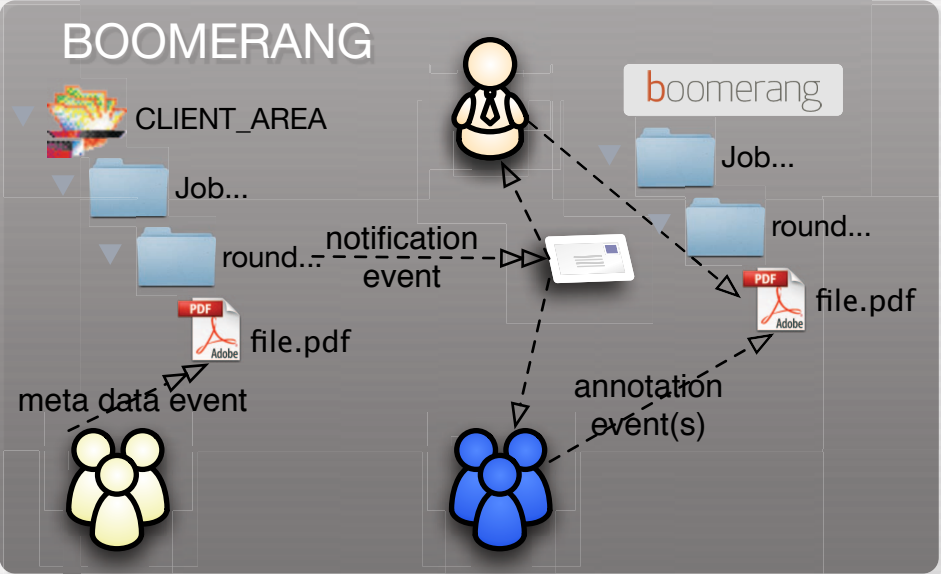 BOOMERANG
CLIENT_AREA
Job...
round...
PDF
Adobe
file.pdf
meta data event
notification
event
boomerang
Job...
round...
PDF
Adobe
file.pdf
annotation
event(s)